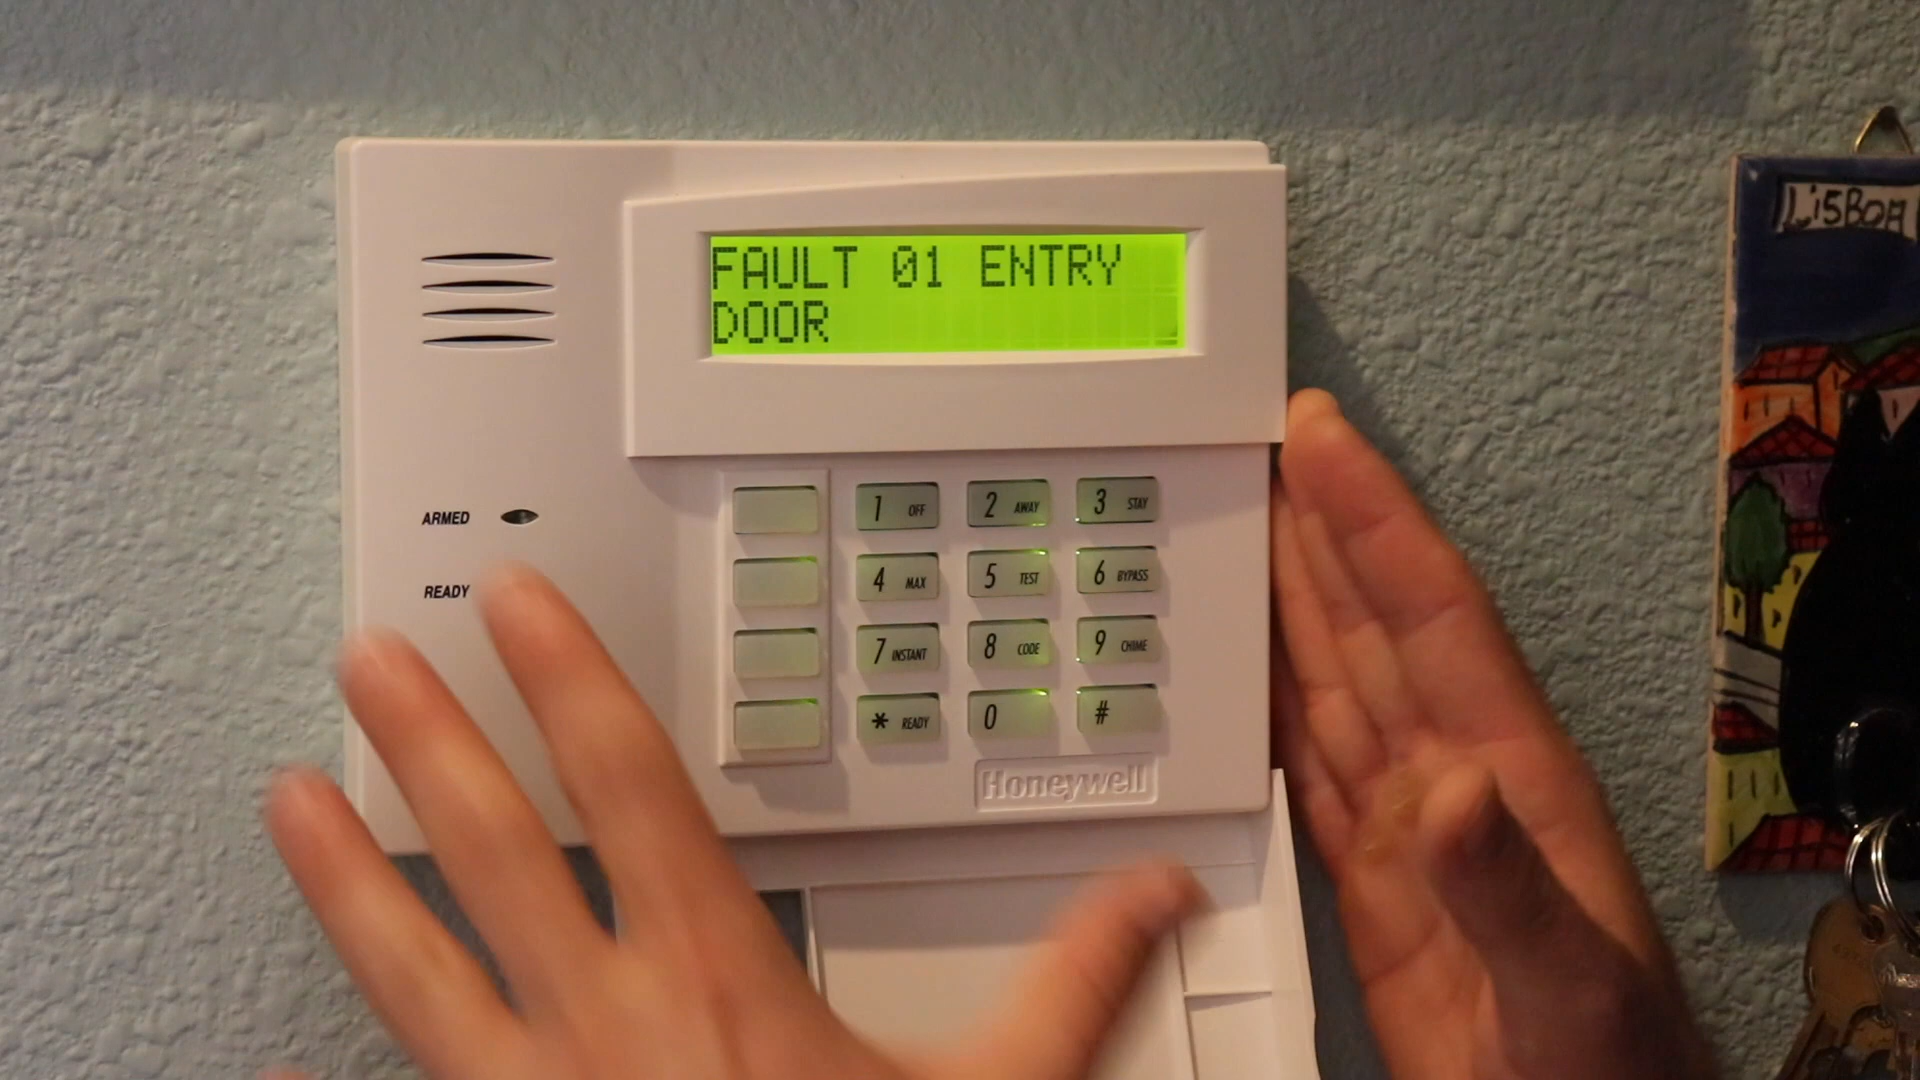 FAULT 01 ENTRY
DOOR
LiSBOA
ARMED
READY
1 OFF
2 AWAY
3 STAY
4 MAX
5 TEST
6 BYPASS
7 INSTANT
8 CODE
9 CHIME
* READY
0
#
Honeywell